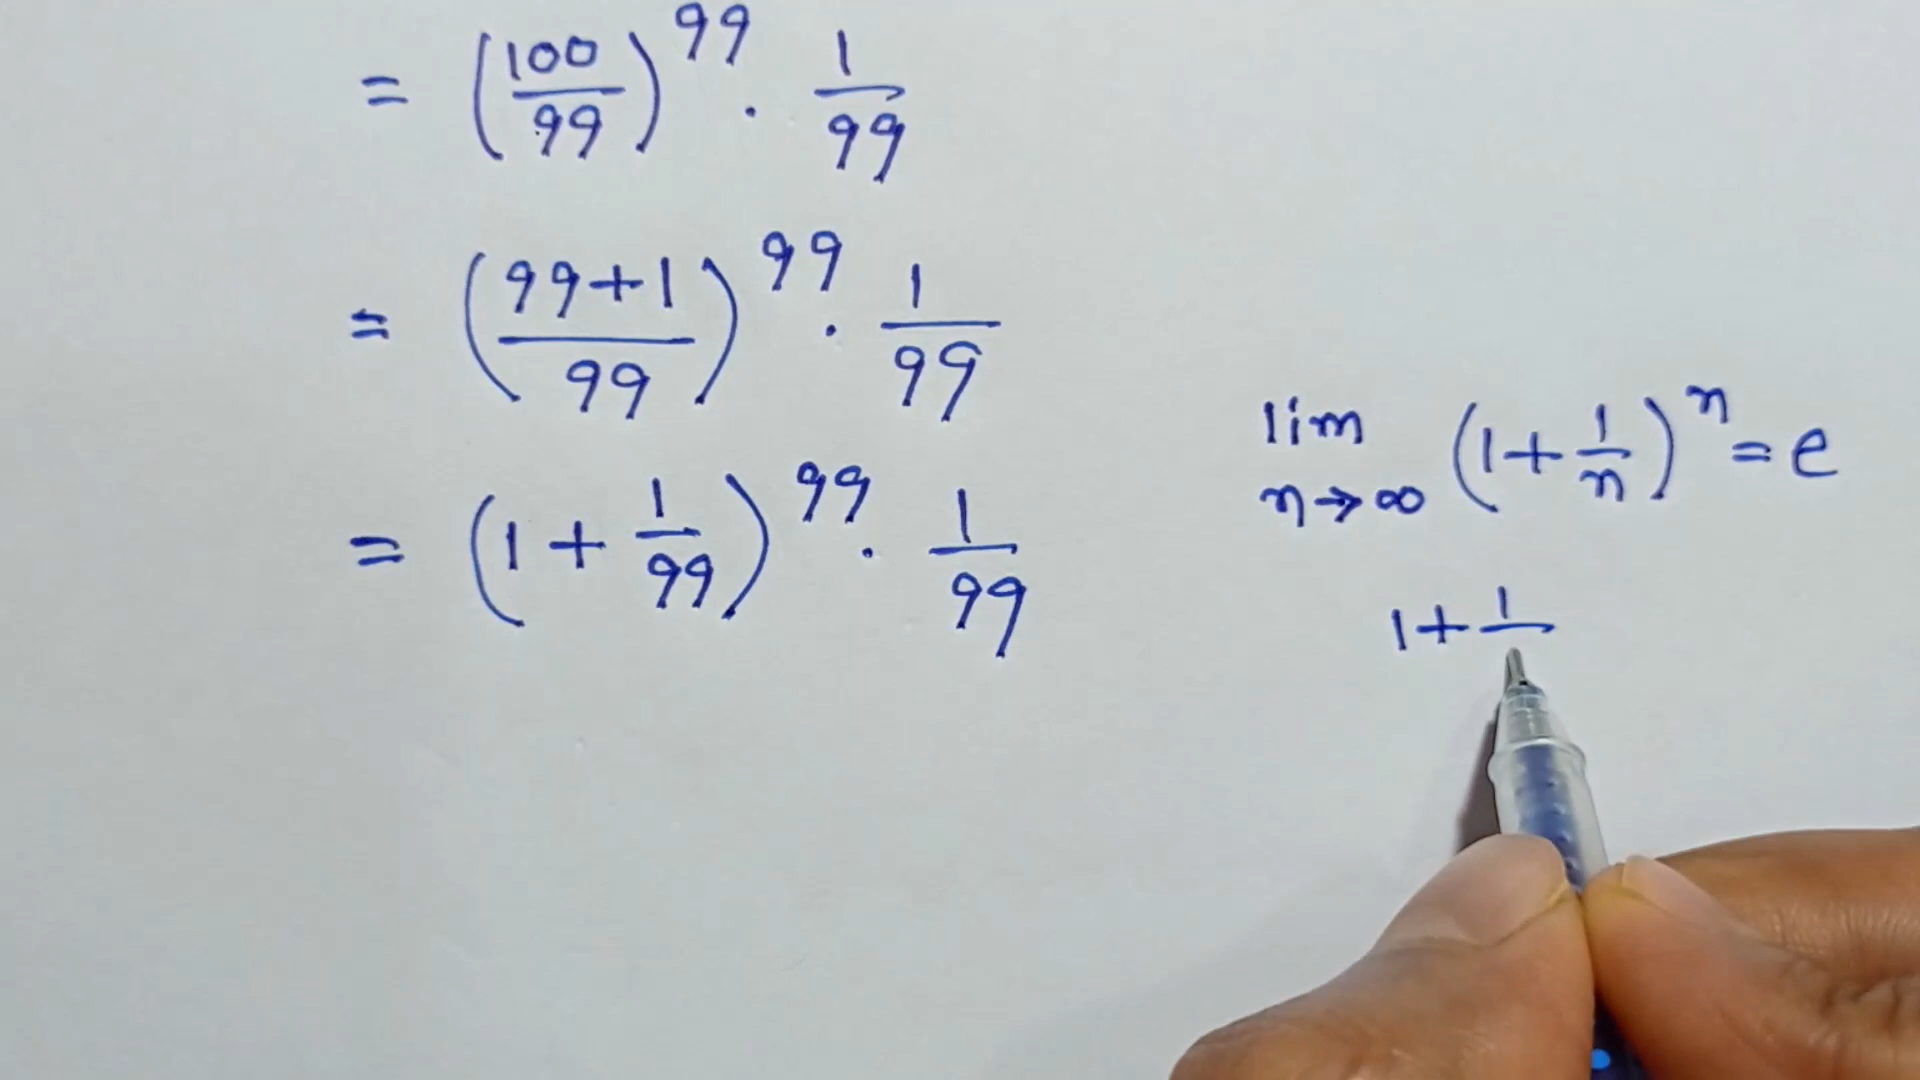 = (100/99)^99 · 1/99
= (99+1/99)^99 · 1/99
= (1 + 1/99)^99 · 1/99
lim n→∞ (1 + 1/n)^n = e
1 + 1/